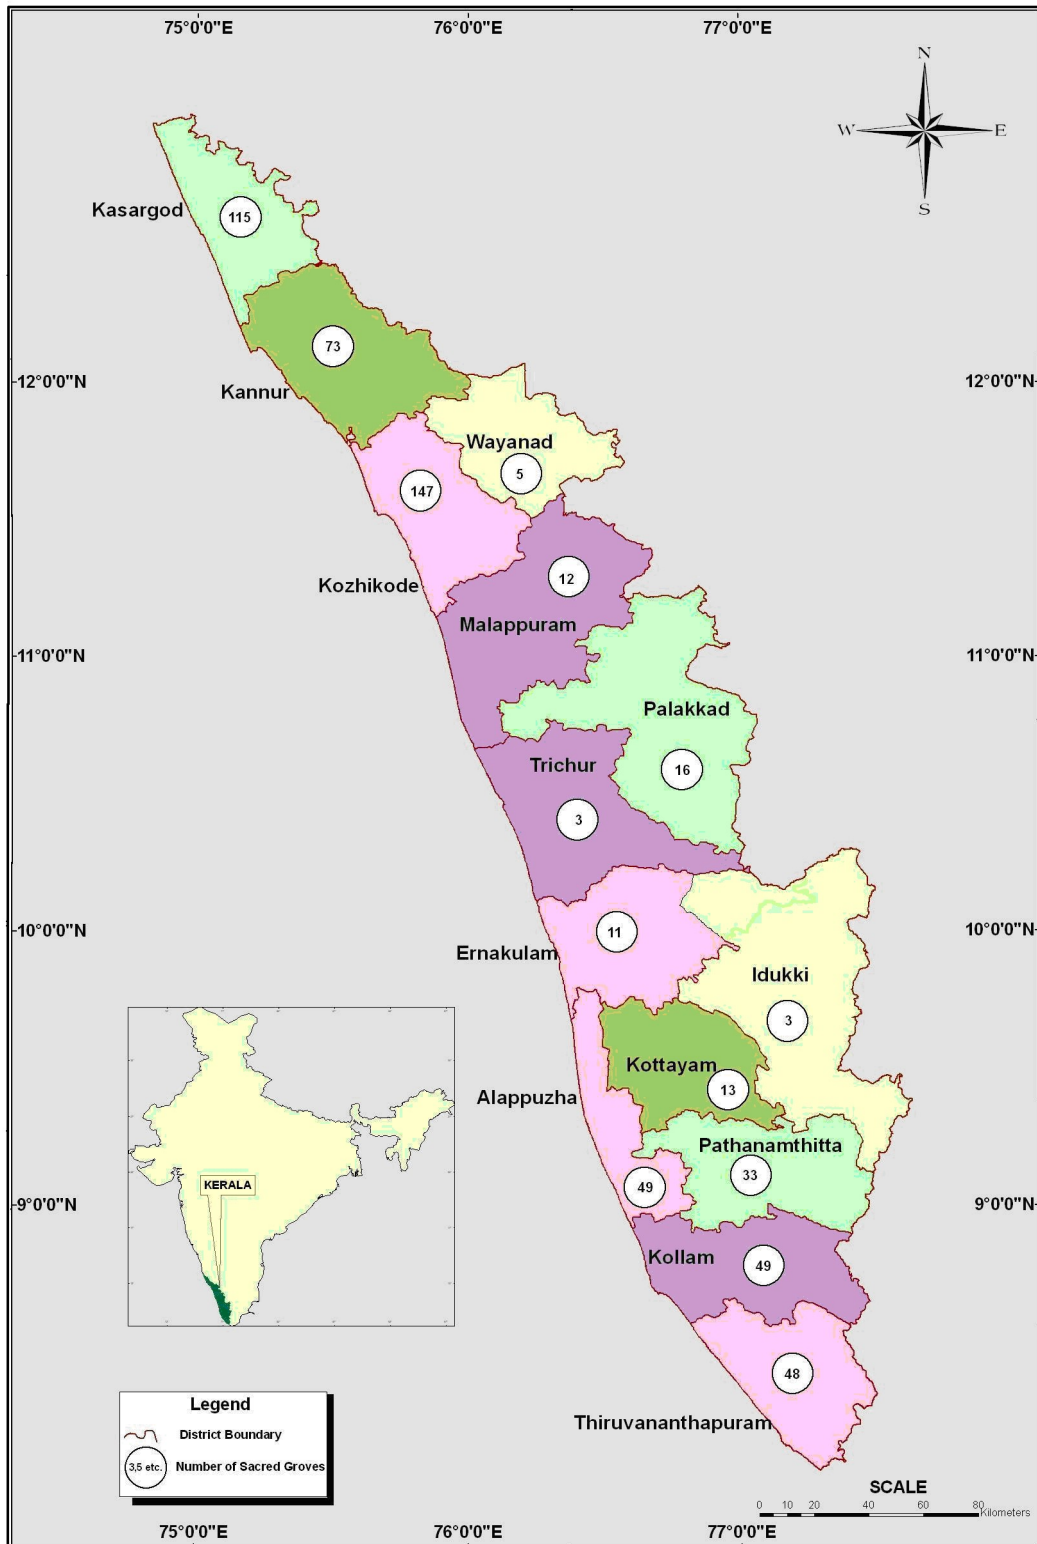 75°0'0"E 76°0'0"E 77°0'0"E
N
W E
S
Kasargod
115
73
12°0'0"N 12°0'0"N
Kannur
Wayanad
5
147
12
Kozhikode
Malappuram
11°0'0"N 11°0'0"N
Palakkad
Trichur
16
3
10°0'0"N 10°0'0"N
11
Ernakulam
Idukki
3
Kottayam
13
Alappuzha
Pathanamthitta
33
KERALA
49
9°0'0"N 9°0'0"N
Kollam
49
48
Thiruvananthapuram
Legend
District Boundary
3,5 etc. Number of Sacred Groves
SCALE
0 10 20 40 60 80
Kilometers
75°0'0"E 76°0'0"E 77°0'0"E